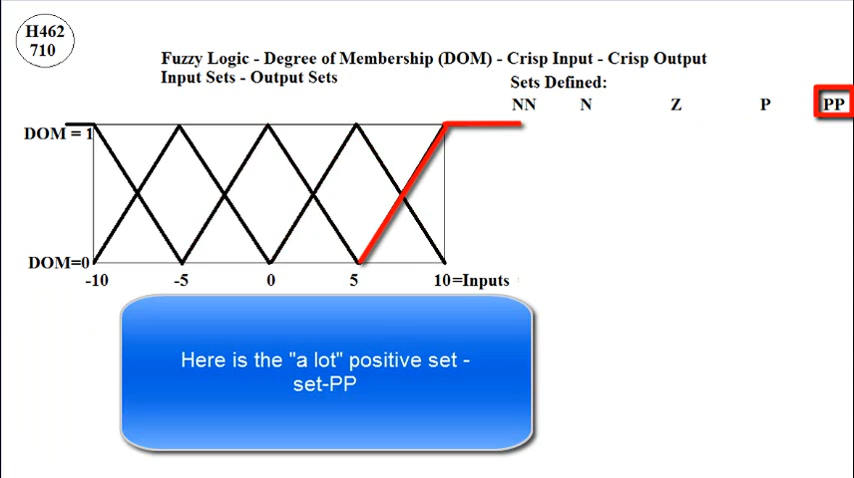 H462
710
Fuzzy Logic - Degree of Membership (DOM) - Crisp Input - Crisp Output
Input Sets - Output Sets
Sets Defined:
NN N Z P PP
DOM = 1
DOM=0
-10 -5 0 5 10=Inputs
Here is the "a lot" positive set -
set-PP